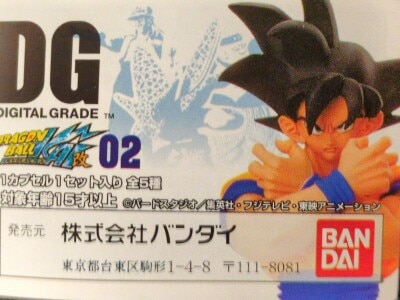 DG
DIGITAL GRADE™
DRAGON BALL
改 02
1カプセル1セット入り 全5種
対象年齢15才以上 ©バードスタジオ/集英社・フジテレビ・東映アニメーション
発売元 株式会社バンダイ
東京都台東区駒形1-4-8 〒111-8081
BAN
DAI